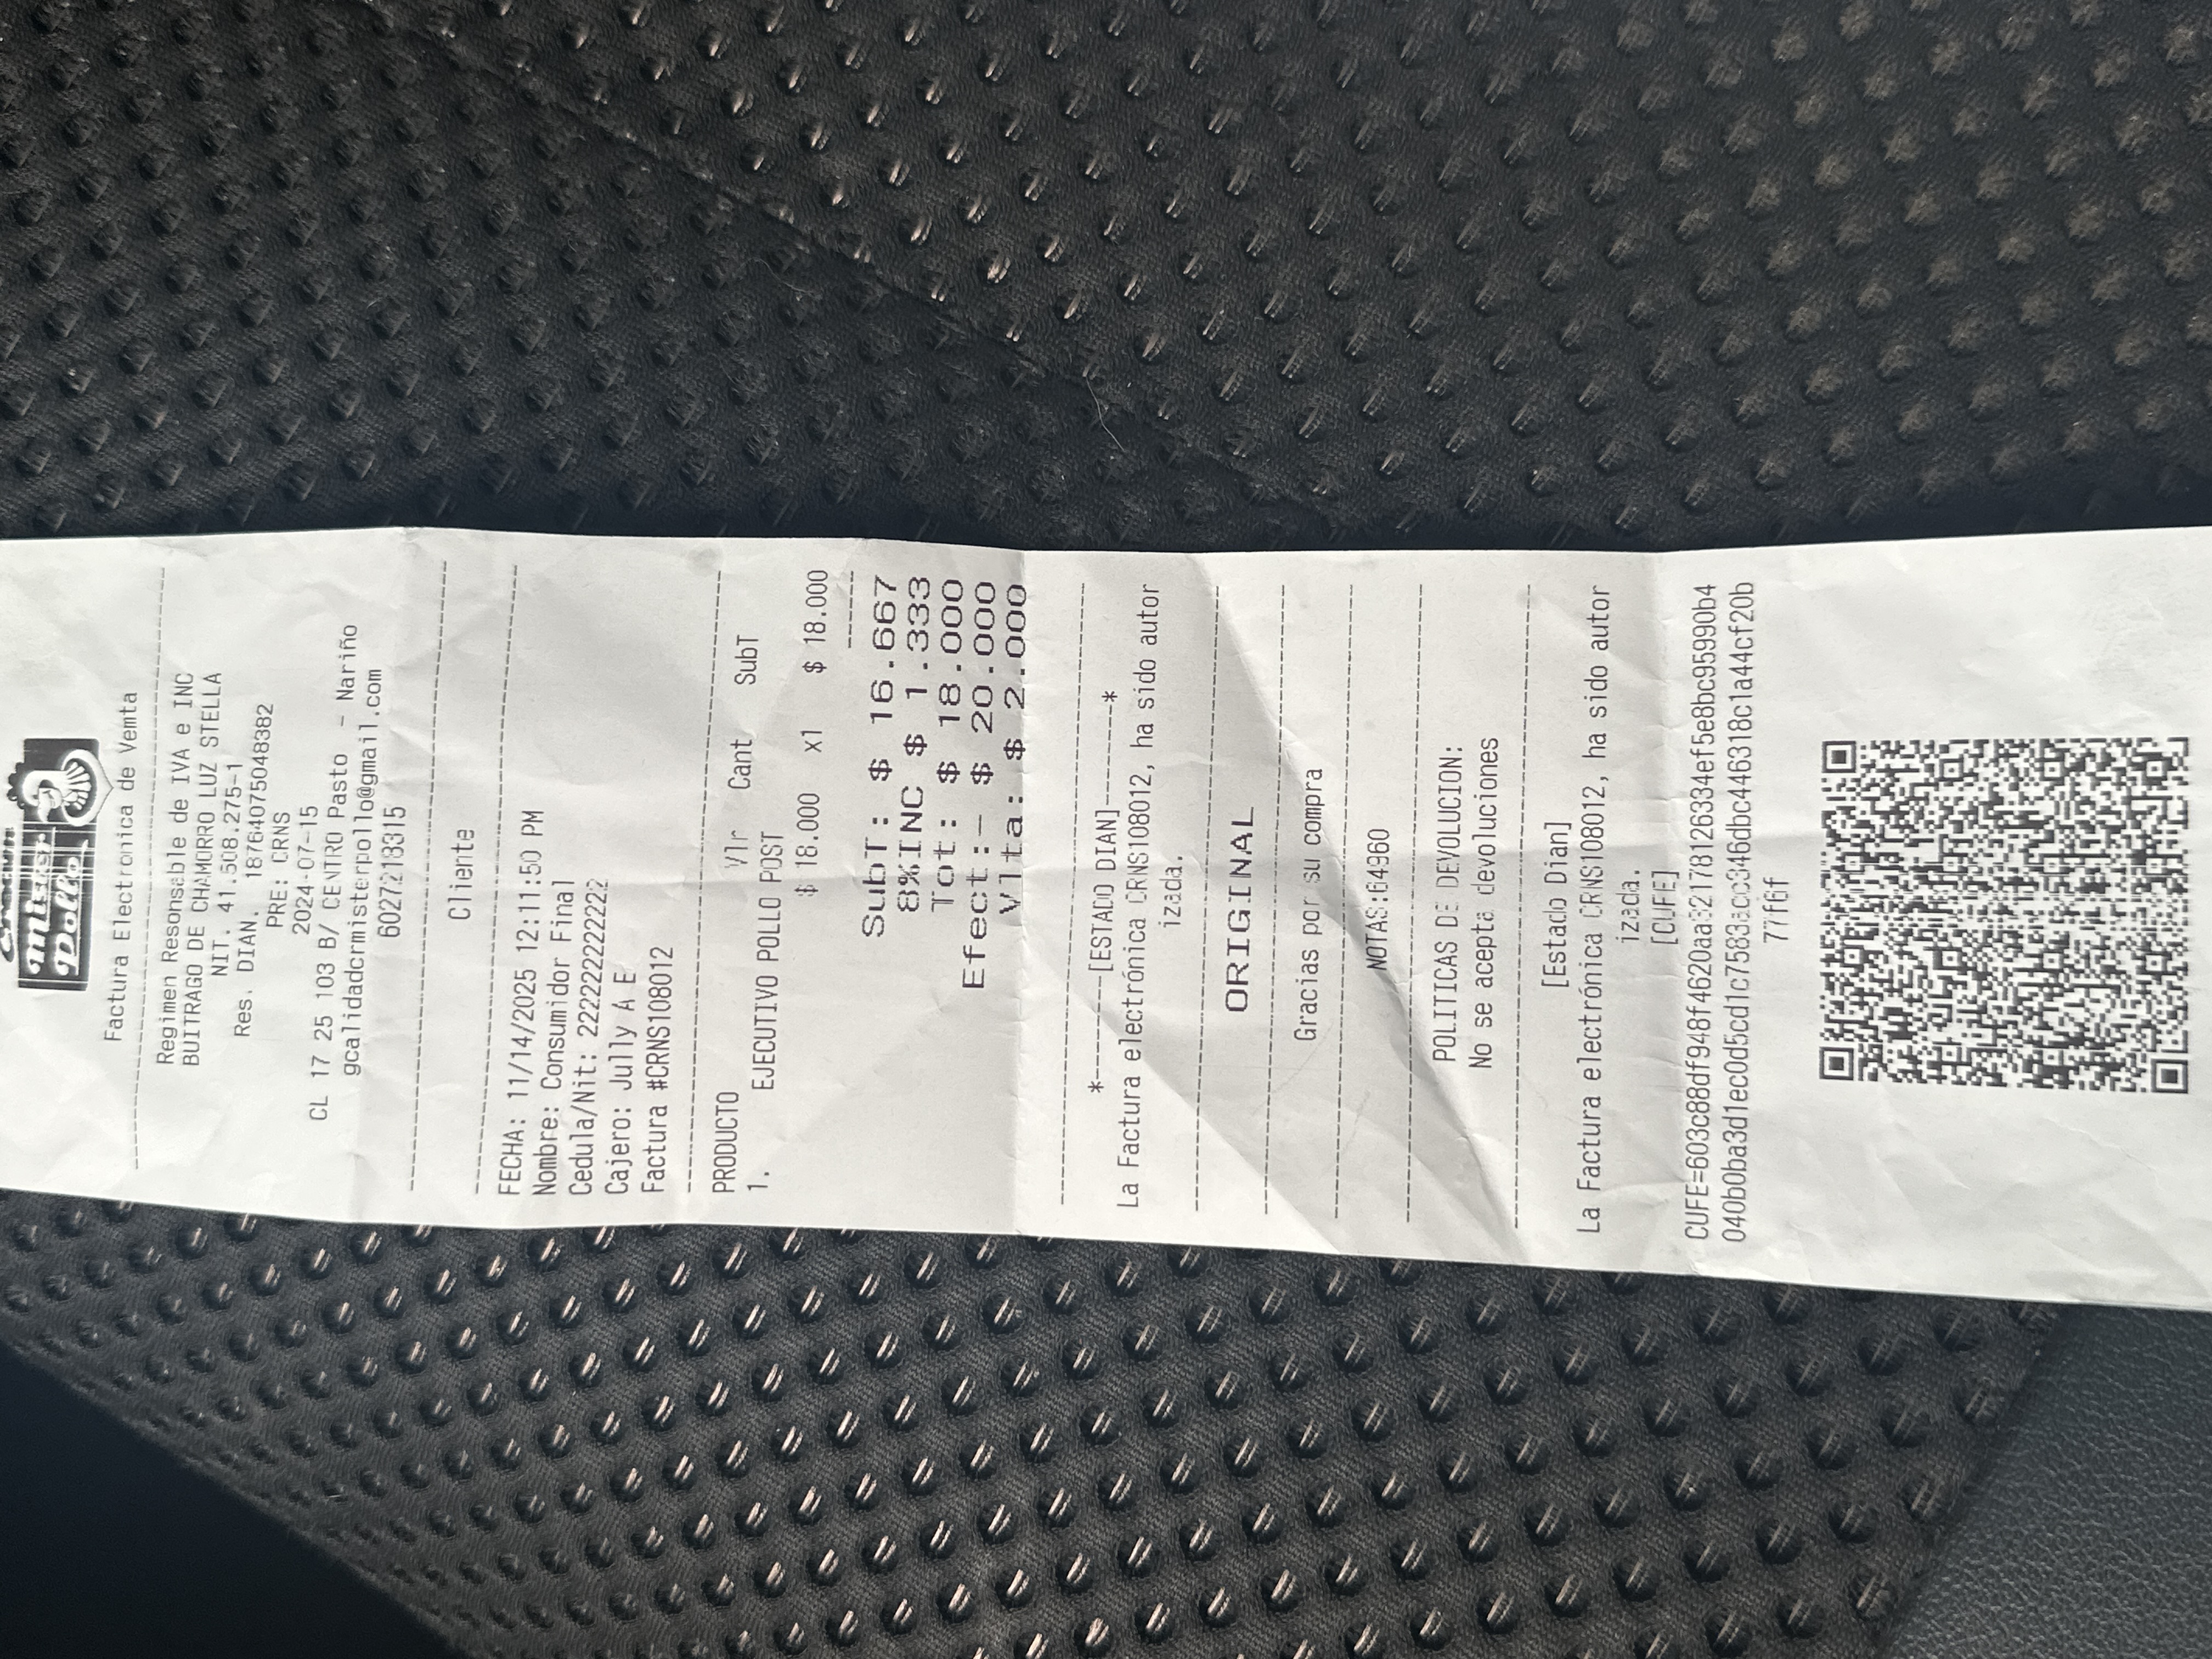 Mister
Pollo
Factura Electronica de Vemta
Regimen Resonsable de IVA e INC
BUITRAGO DE CHAMORRO LUZ STELLA
NIT. 41.508.275-1
Res. DIAN. 18764075048382
PRE: CRNS
2024-07-15
CL 17 25 103 B/ CENTRO Pasto - Nariño
gcalidadcrmisterpollo@gmail.com
6027218315
Cliente
FECHA: 11/14/2025 12:11:50 PM
Nombre: Consumidor Final
Cedula/Nit: 222222222222
Cajero: Jully A E
Factura #CRNS108012
PRODUCTO Vlr Cant SubT
1. EJECUTIVO POLLO POST
$ 18.000 x1 $ 18.000
SubT: $ 16.667
8%INC $ 1.333
Tot: $ 18.000
Efect:- $ 20.000
Vlta: $ 2.000
*--------[ESTADO DIAN]--------*
La Factura electrónica CRNS108012, ha sido autor
izada.
ORIGINAL
Gracias por su compra
NOTAS:64960
POLITICAS DE DEVOLUCION:
No se acepta devoluciones
[Estado Dian]
La Factura electrónica CRNS108012, ha sido autor
izada.
[CUFE]
77f6f